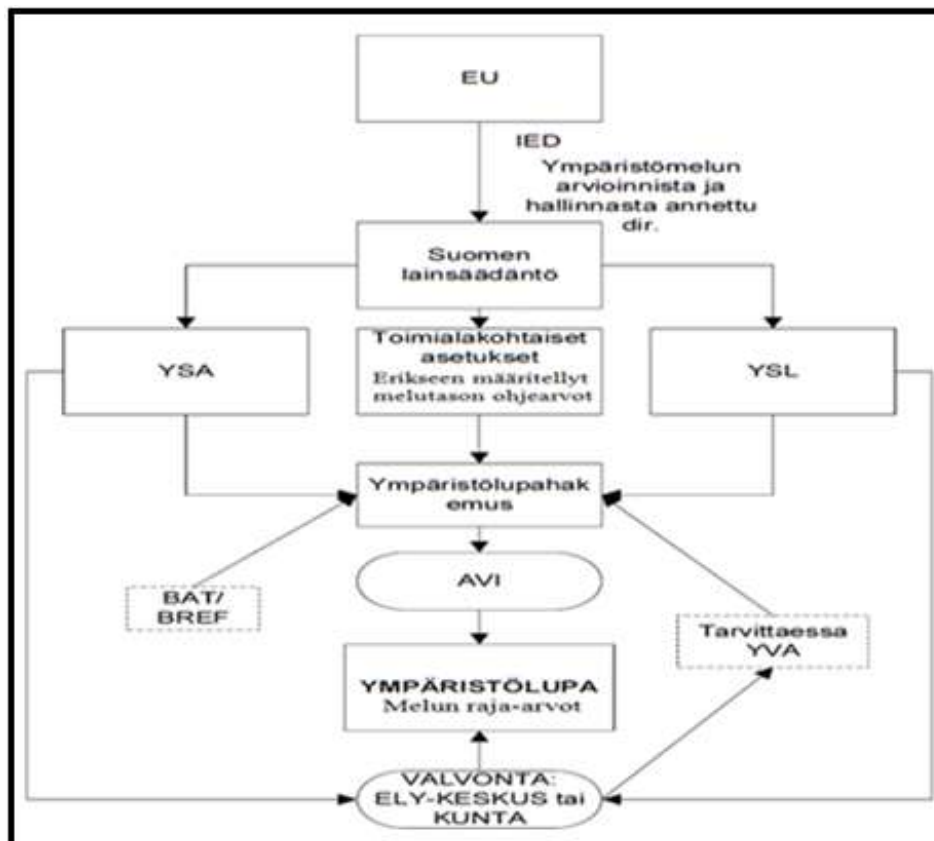 EU
IED
Ympäristömelun
arvioinnista ja
hallinnasta annettu
dir.
Suomen
lainsäädäntö
YSA
Toimialakohtaiset
asetukset
Erikseen määritellyt
melutason ohjearvot
YSL
Ympäristölupahak
emus
AVI
BAT/
BREF
Tarvittaessa
YVA
YMPÄRISTÖLUPA
Melun raja-arvot
VALVONTA:
ELY-KESKUS tai
KUNTA